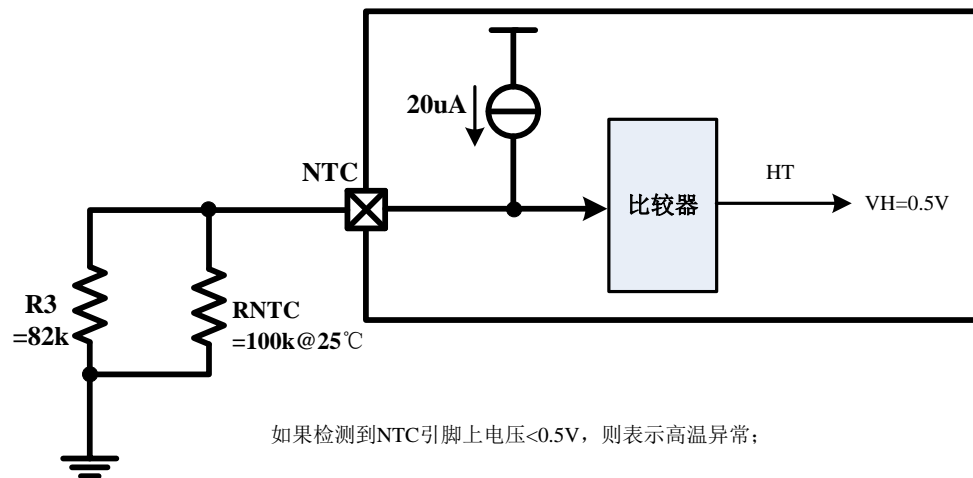 20uA
NTC
比较器
HT
VH=0.5V
R3
=82k
RNTC
=100k@25℃
如果检测到NTC引脚上电压<0.5V，则表示高温异常；